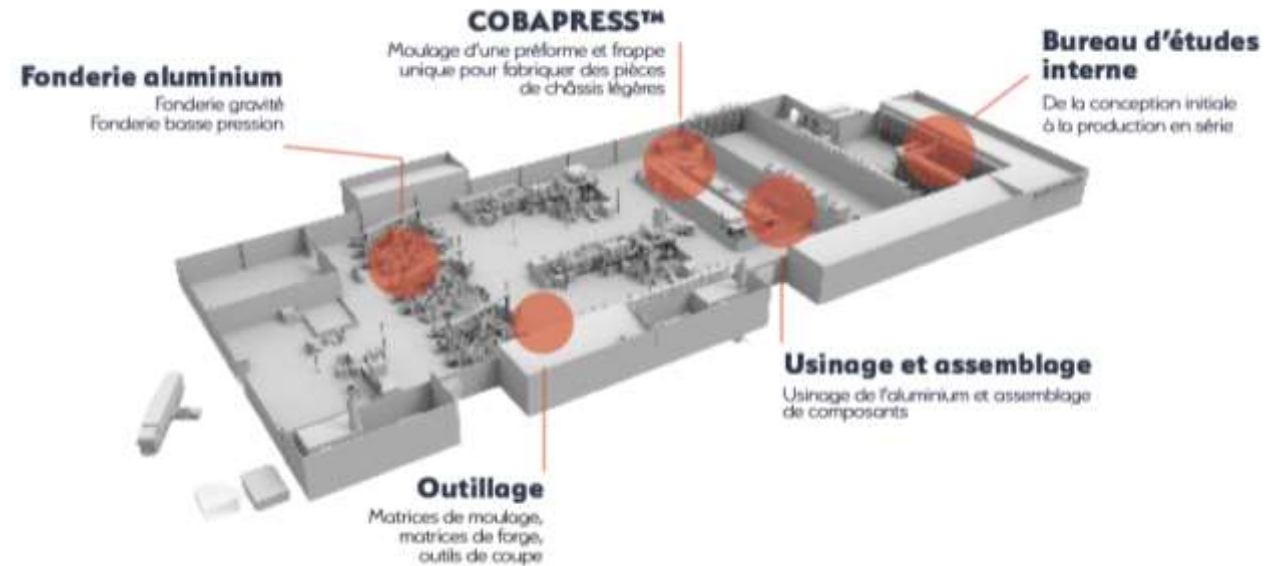 COBAPRESS™
Moulage d'une préforme et frappe
unique pour fabriquer des pièces
de châssis légères
Bureau d'études
interne
De la conception initiale
à la production en série
Fonderie aluminium
Fonderie gravité
Fonderie basse pression
Usinage et assemblage
Usinage de l'aluminium et assemblage
de composants
Outillage
Matrices de moulage,
matrices de forge,
outils de coupe